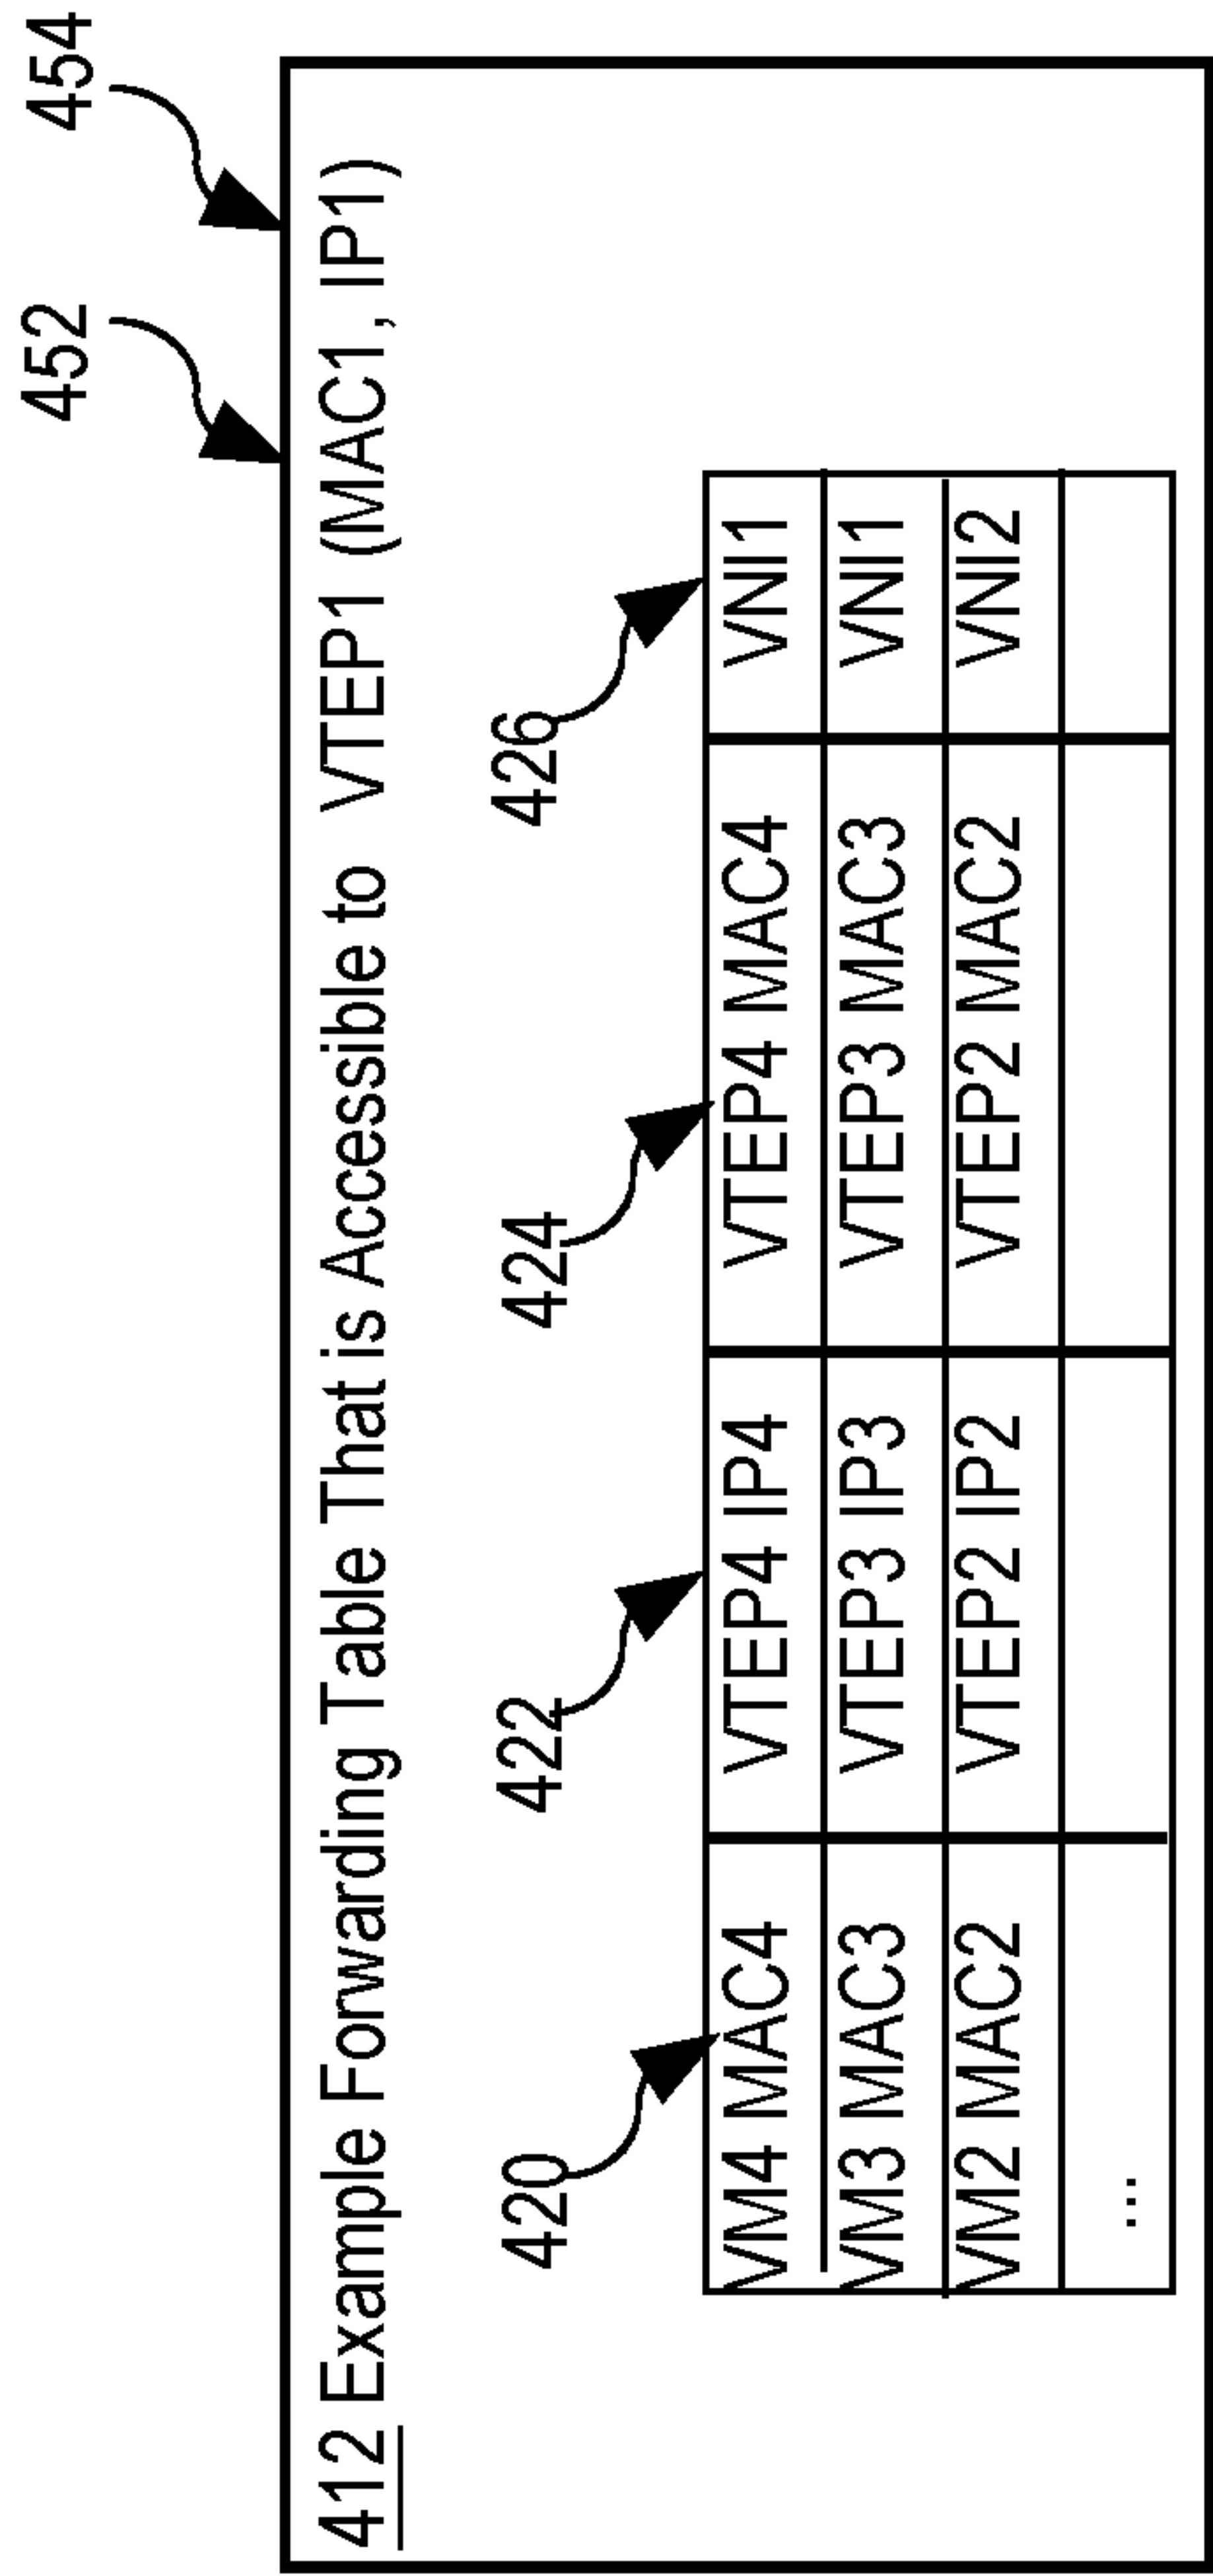 452 454
412 Example Forwarding Table That is Accessible to VTEP1 (MAC1, IP1)
420 422 424 426
VM4 MAC4 VTEP4 IP4 VTEP4 MAC4 VNI1
VM3 MAC3 VTEP3 IP3 VTEP3 MAC3 VNI1
VM2 MAC2 VTEP2 IP2 VTEP2 MAC2 VNI2
...